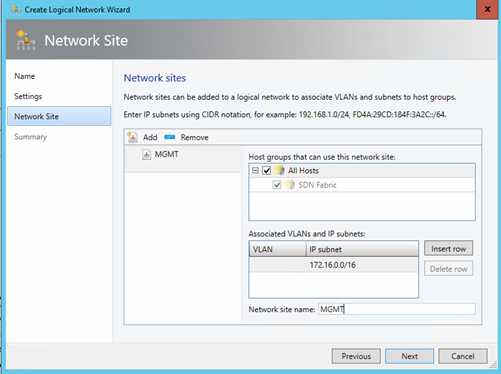 Create Logical Network Wizard
x
Network Site
Name
Settings
Network Site
Summary
Network sites
Network sites can be added to a logical network to associate VLANs and subnets to host groups.
Enter IP subnets using CIDR notation, for example: 192.168.1.0/24, FD4A:29CD:184F:3A2C::/64.
Add Remove
MGMT
Host groups that can use this network site:
All Hosts
SDN Fabric
Associated VLANs and IP subnets:
VLAN IP subnet
172.16.0.0/16
Insert row
Delete row
Network site name: MGMT
Previous Next Cancel